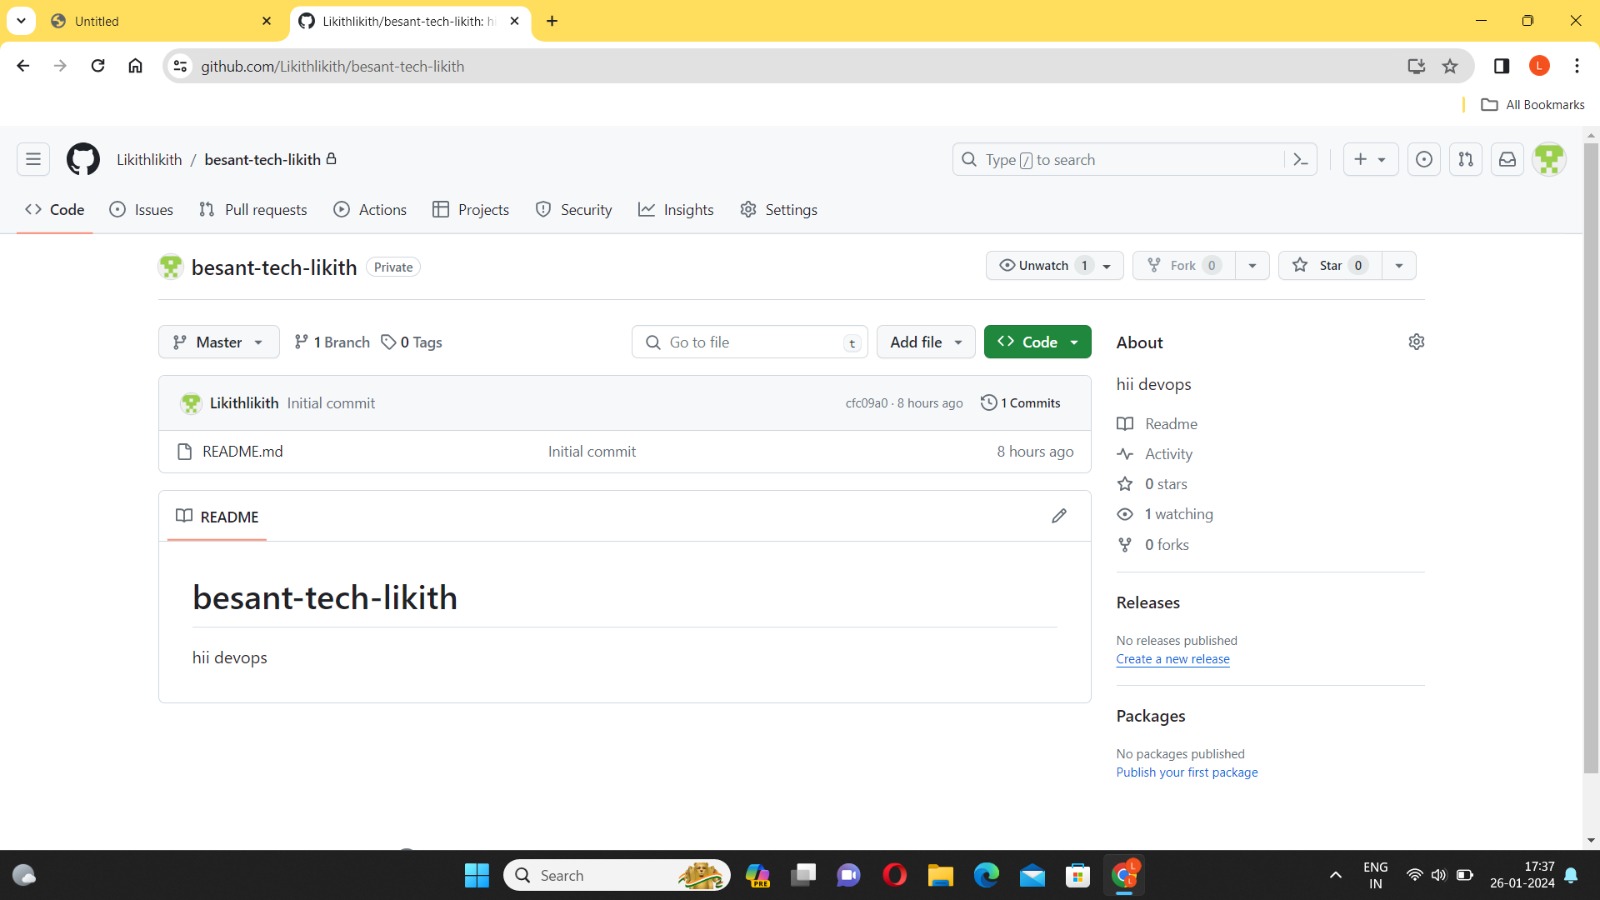 Untitled
Likithlikith/besant-tech-likith: h
github.com/Likithlikith/besant-tech-likith
L
All Bookmarks
Likithlikith / besant-tech-likith
Type / to search
Code
Issues
Pull requests
Actions
Projects
Security
Insights
Settings
besant-tech-likith Private
Unwatch 1
Fork 0
Star 0
Master
1 Branch
0 Tags
Go to file t
Add file
Code
Likithlikith Initial commit
cfc09a0 · 8 hours ago
1 Commits
README.md Initial commit 8 hours ago
README
besant-tech-likith
hii devops
About
hii devops
Readme
Activity
0 stars
1 watching
0 forks
Releases
No releases published
Create a new release
Packages
No packages published
Publish your first package
Search
PRE
L
L
ENG
IN
17:37
26-01-2024